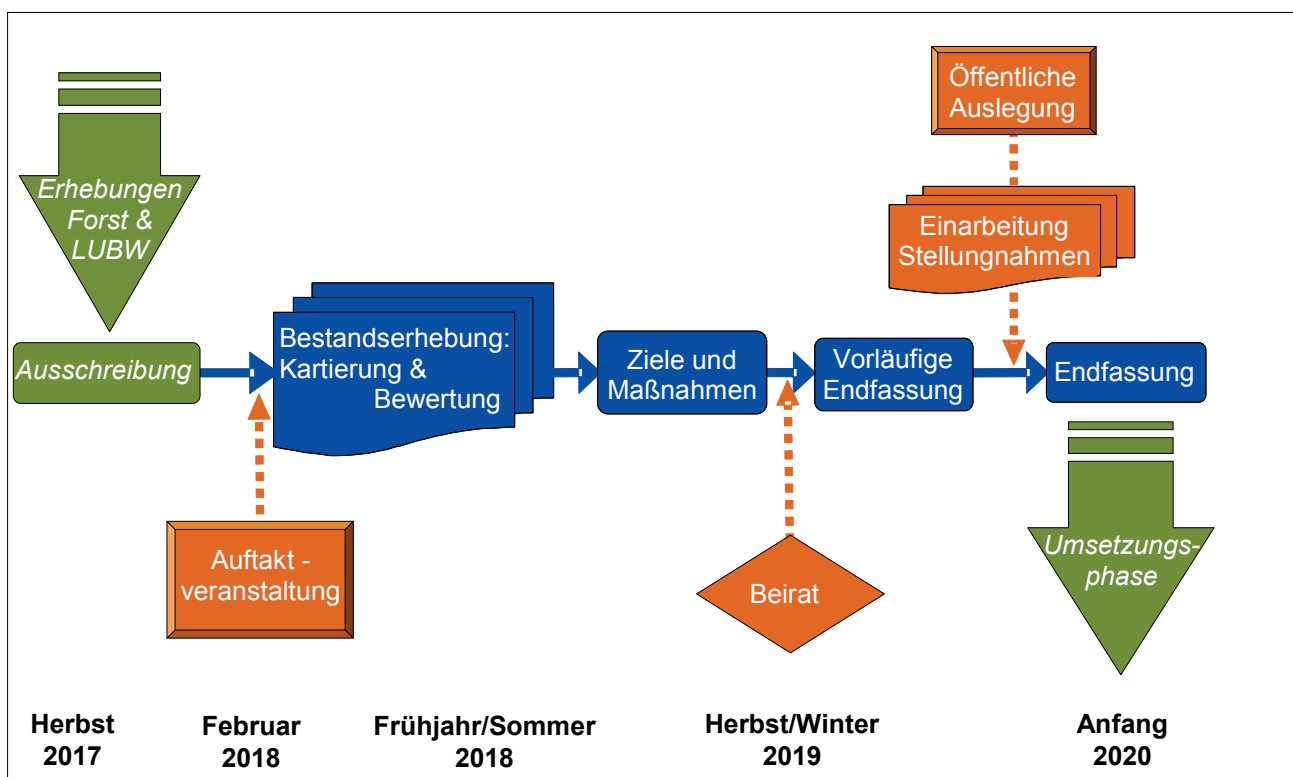 Öffentliche
Auslegung
Erhebungen
Forst &
LUBW
Einarbeitung
Stellungnahmen
Ausschreibung
Bestandserhebung:
Kartierung &
Bewertung
Ziele und
Maßnahmen
Vorläufige
Endfassung
Endfassung
Auftakt -
veranstaltung
Beirat
Umsetzungs-
phase
Herbst
2017
Februar
2018
Frühjahr/Sommer
2018
Herbst/Winter
2019
Anfang
2020